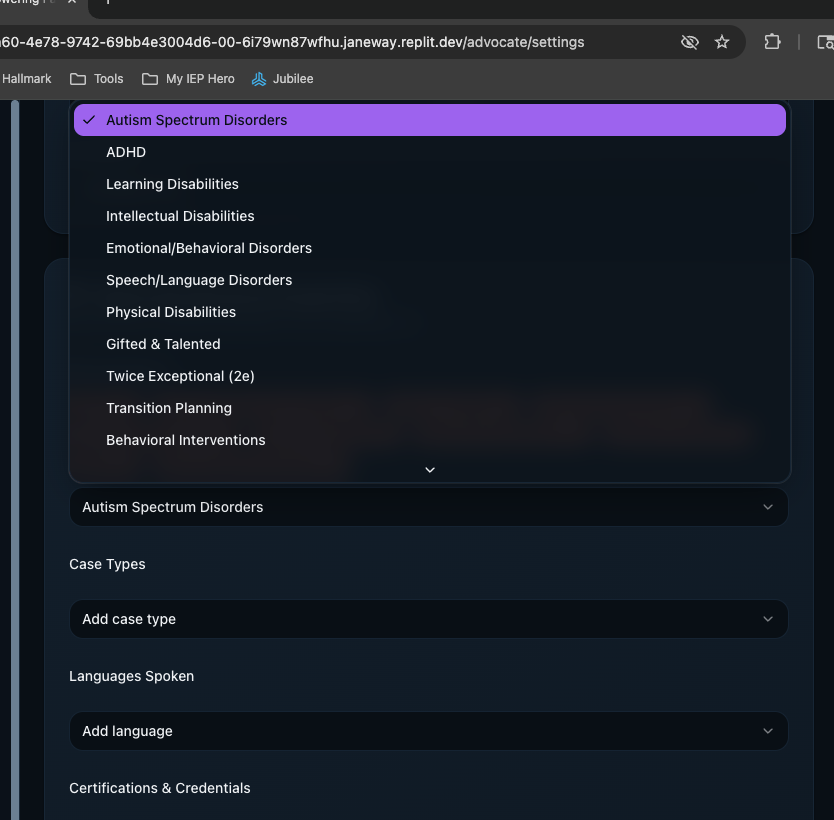 60-4e78-9742-69bb4e3004d6-00-6i79wn87wfhu.janeway.replit.dev/advocate/settings
Hallmark Tools My IEP Hero Jubilee
Autism Spectrum Disorders
ADHD
Learning Disabilities
Intellectual Disabilities
Emotional/Behavioral Disorders
Speech/Language Disorders
Physical Disabilities
Gifted & Talented
Twice Exceptional (2e)
Transition Planning
Behavioral Interventions
Autism Spectrum Disorders
Case Types
Add case type
Languages Spoken
Add language
Certifications & Credentials